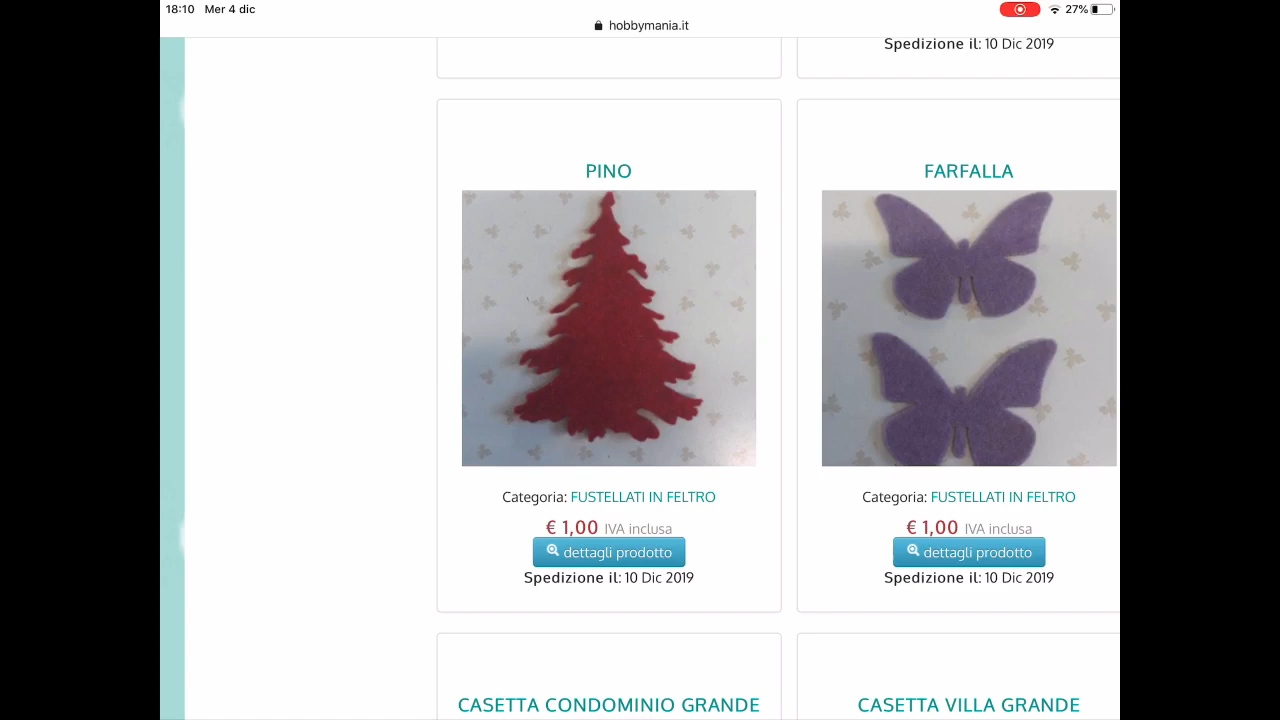 18:10 Mer 4 dic
27%
hobbymania.it
Spedizione il: 10 Dic 2019
PINO
FARFALLA
Categoria: FUSTELLATI IN FELTRO
€ 1,00 IVA inclusa
dettagli prodotto
Spedizione il: 10 Dic 2019
Categoria: FUSTELLATI IN FELTRO
€ 1,00 IVA inclusa
dettagli prodotto
Spedizione il: 10 Dic 2019
CASETTA CONDOMINIO GRANDE
CASETTA VILLA GRANDE